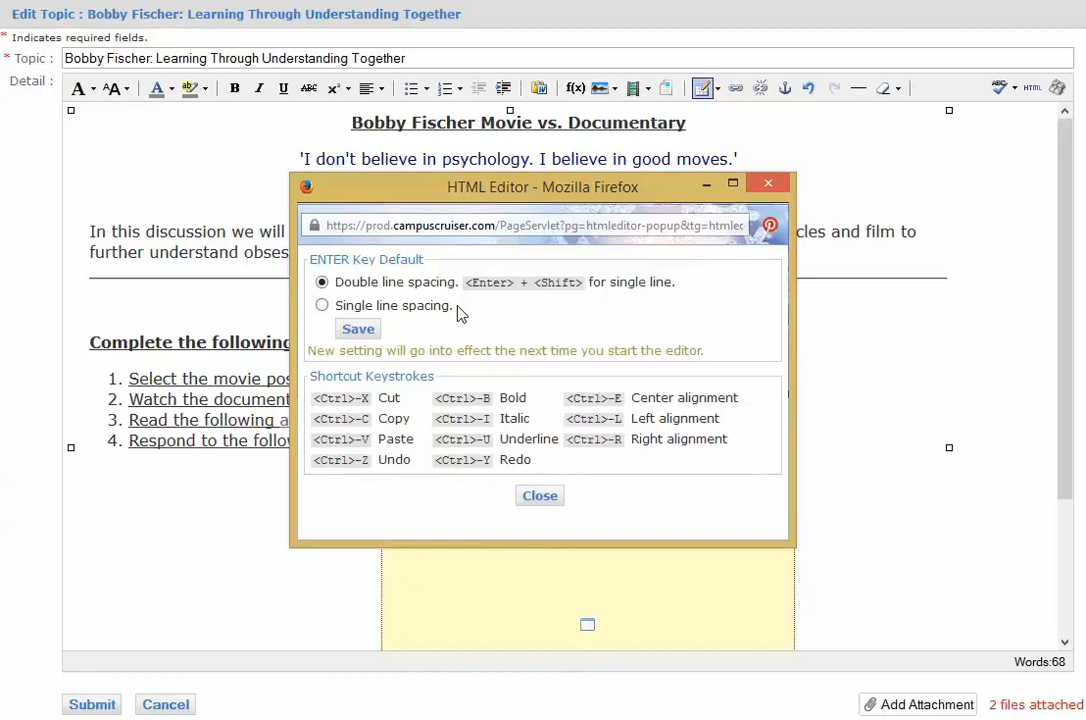 Edit Topic : Bobby Fischer: Learning Through Understanding Together
* Indicates required fields.
* Topic : Bobby Fischer: Learning Through Understanding Together
Detail :
A AA A ab B I U ABC x f(x) ABC HTML
Bobby Fischer Movie vs. Documentary
'I don't believe in psychology. I believe in good moves.'
HTML Editor - Mozilla Firefox
https://prod.campuscruiser.com/PageServlet?pg=htmleditor-popup&tg=htmlec
In this discussion we will
cles and film to
further understand obses
ENTER Key Default
Double line spacing. <Enter> + <Shift> for single line.
Single line spacing.
Save
New setting will go into effect the next time you start the editor.
Complete the following
Shortcut Keystrokes
<Ctrl>-X Cut <Ctrl>-B Bold <Ctrl>-E Center alignment
<Ctrl>-C Copy <Ctrl>-I Italic <Ctrl>-L Left alignment
<Ctrl>-V Paste <Ctrl>-U Underline <Ctrl>-R Right alignment
<Ctrl>-Z Undo <Ctrl>-Y Redo
Close
1. Select the movie pos
2. Watch the document
3. Read the following a
4. Respond to the follo
Words:68
Submit Cancel Add Attachment 2 files attached